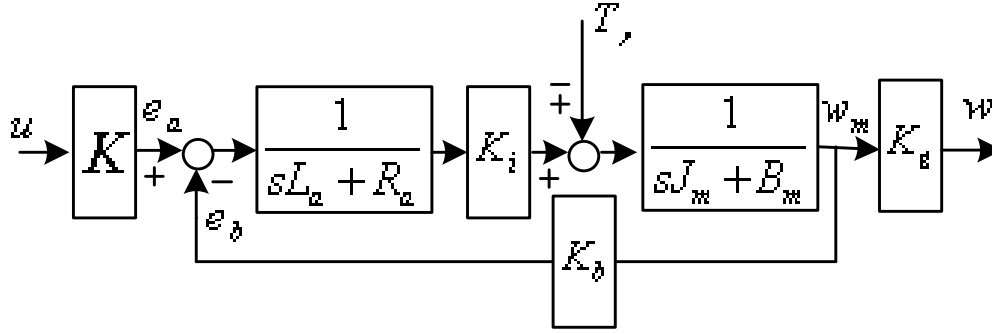 T,
u
K
e_a
+
−
e_b
1
sL_a + R_a
K_i
+
−
+
1
sJ_m + B_m
w_m
K_g
w
K_b